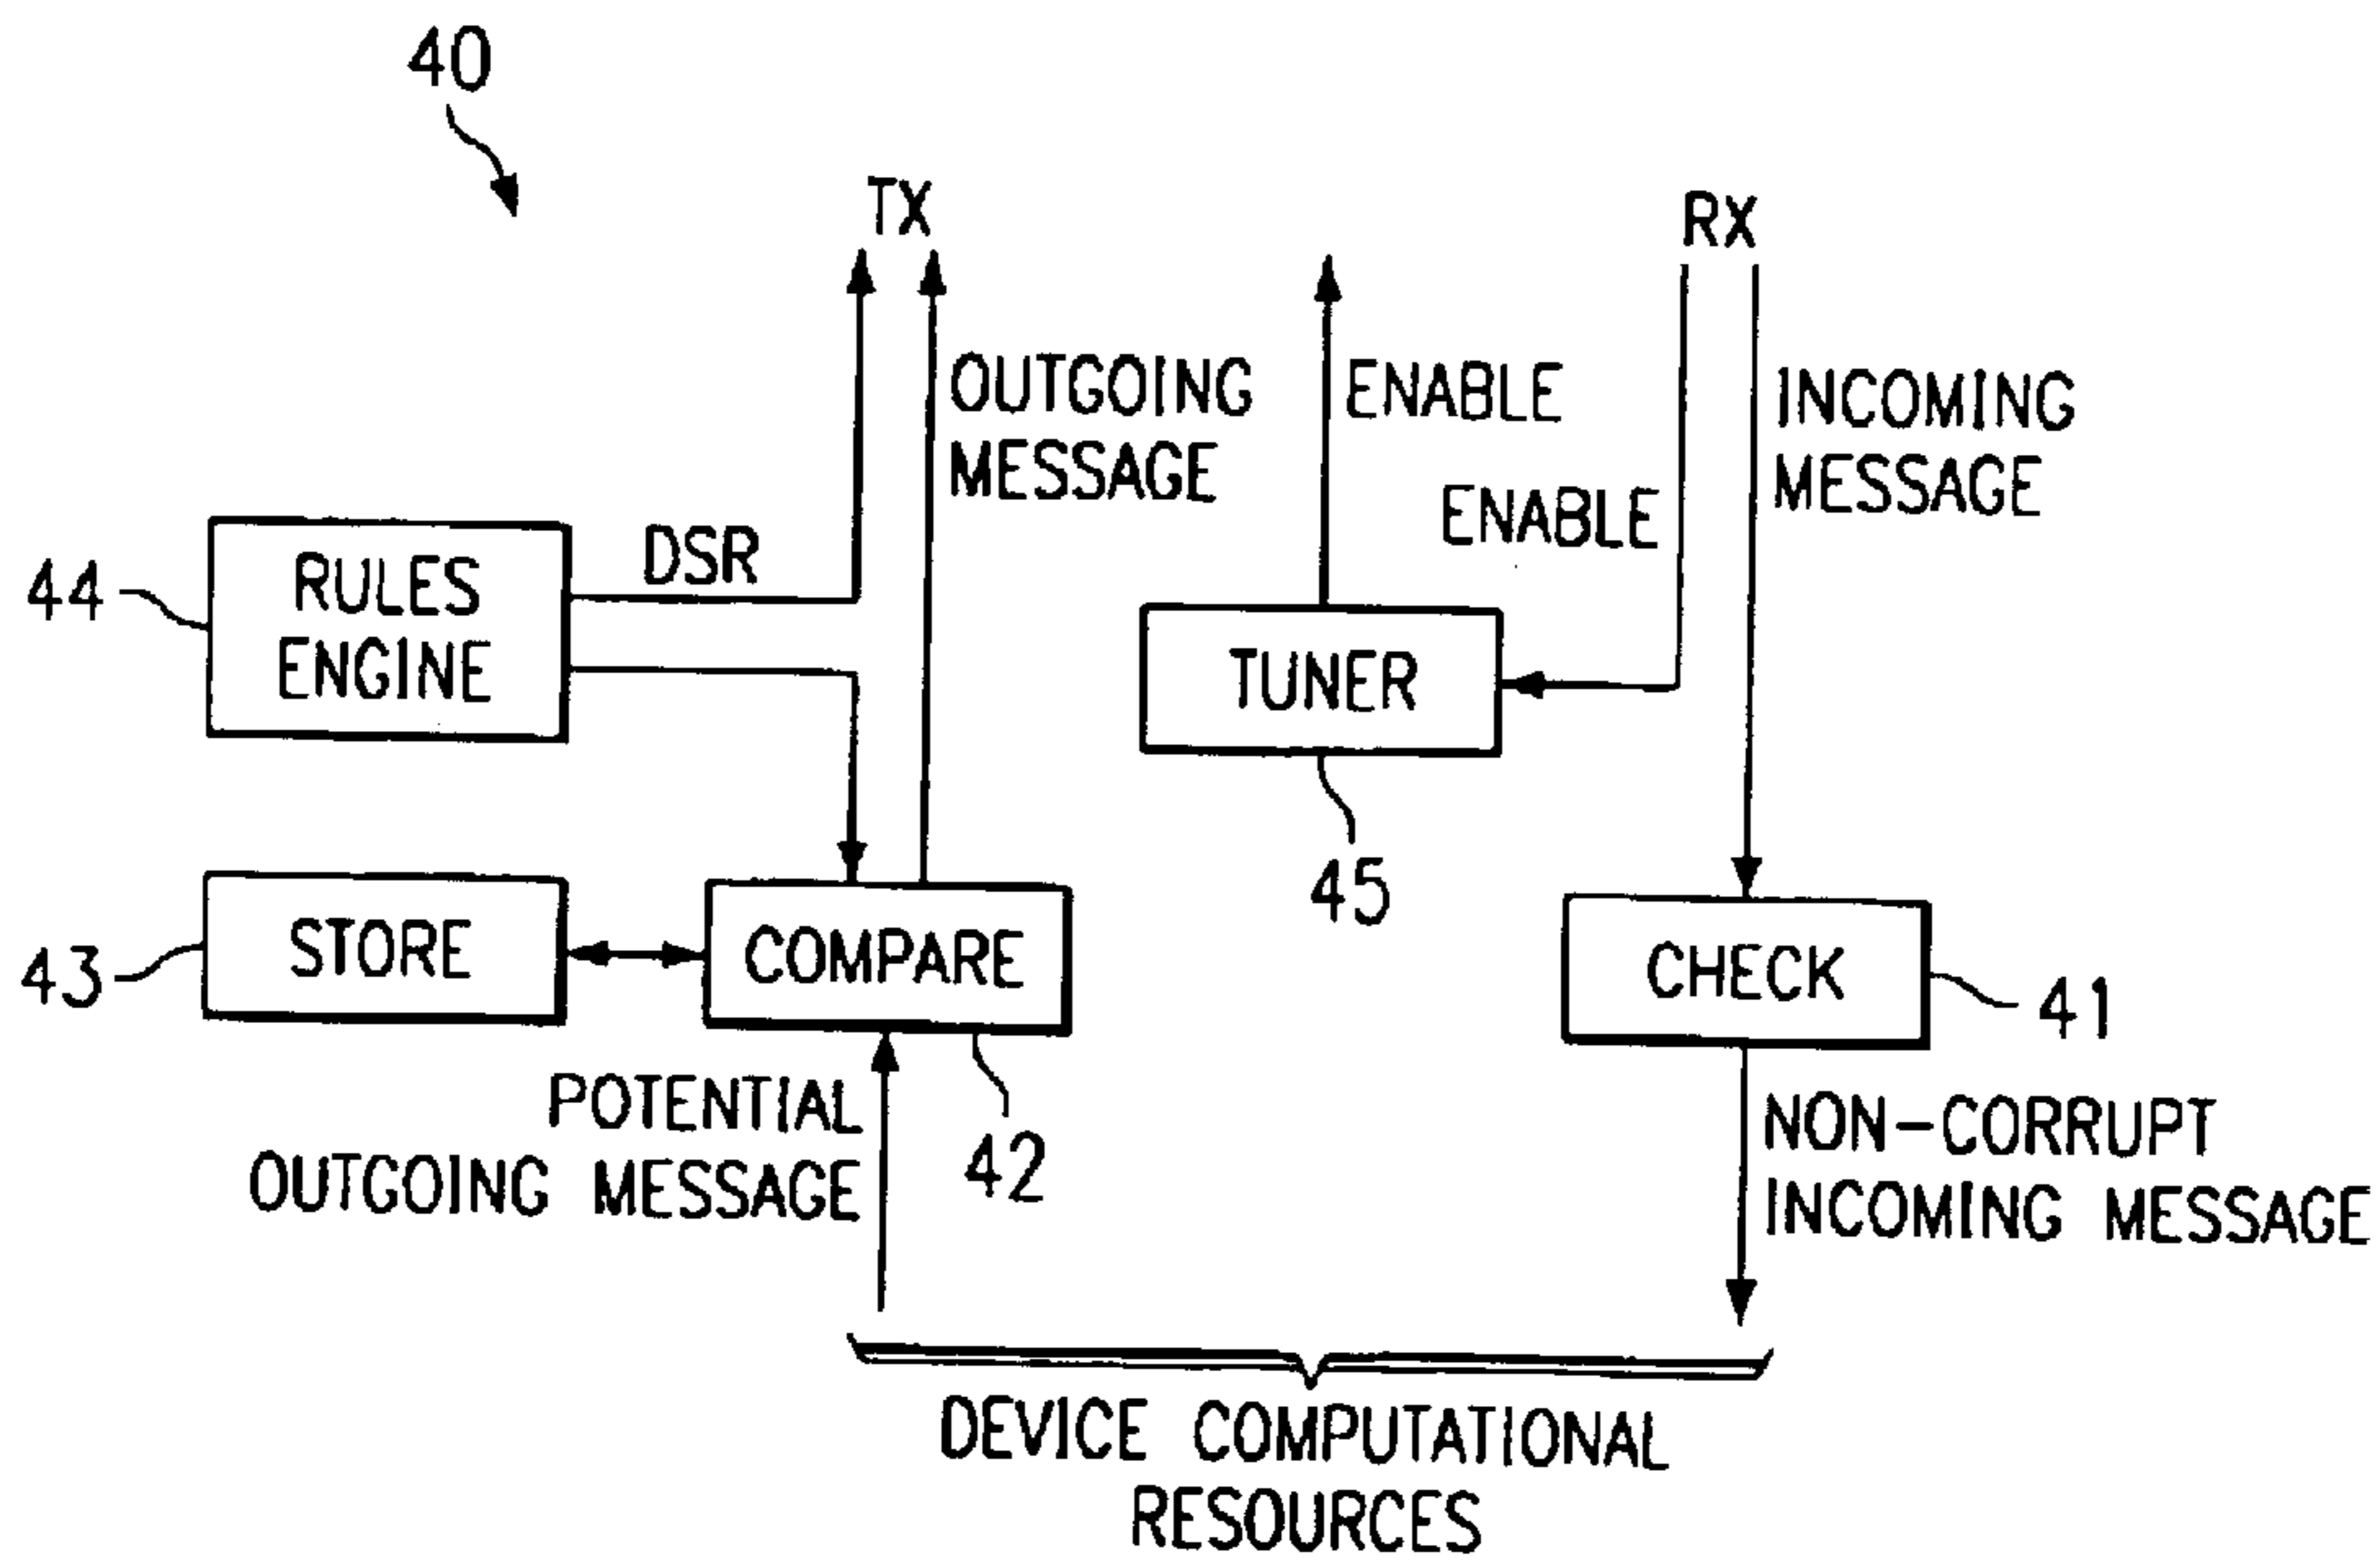 40
TX
RX
OUTGOING
MESSAGE
ENABLE
INCOMING
MESSAGE
ENABLE
DSR
44
RULES
ENGINE
TUNER
45
43
STORE
COMPARE
CHECK
41
POTENTIAL
OUTGOING MESSAGE
42
NON-CORRUPT
INCOMING MESSAGE
DEVICE COMPUTATIONAL
RESOURCES